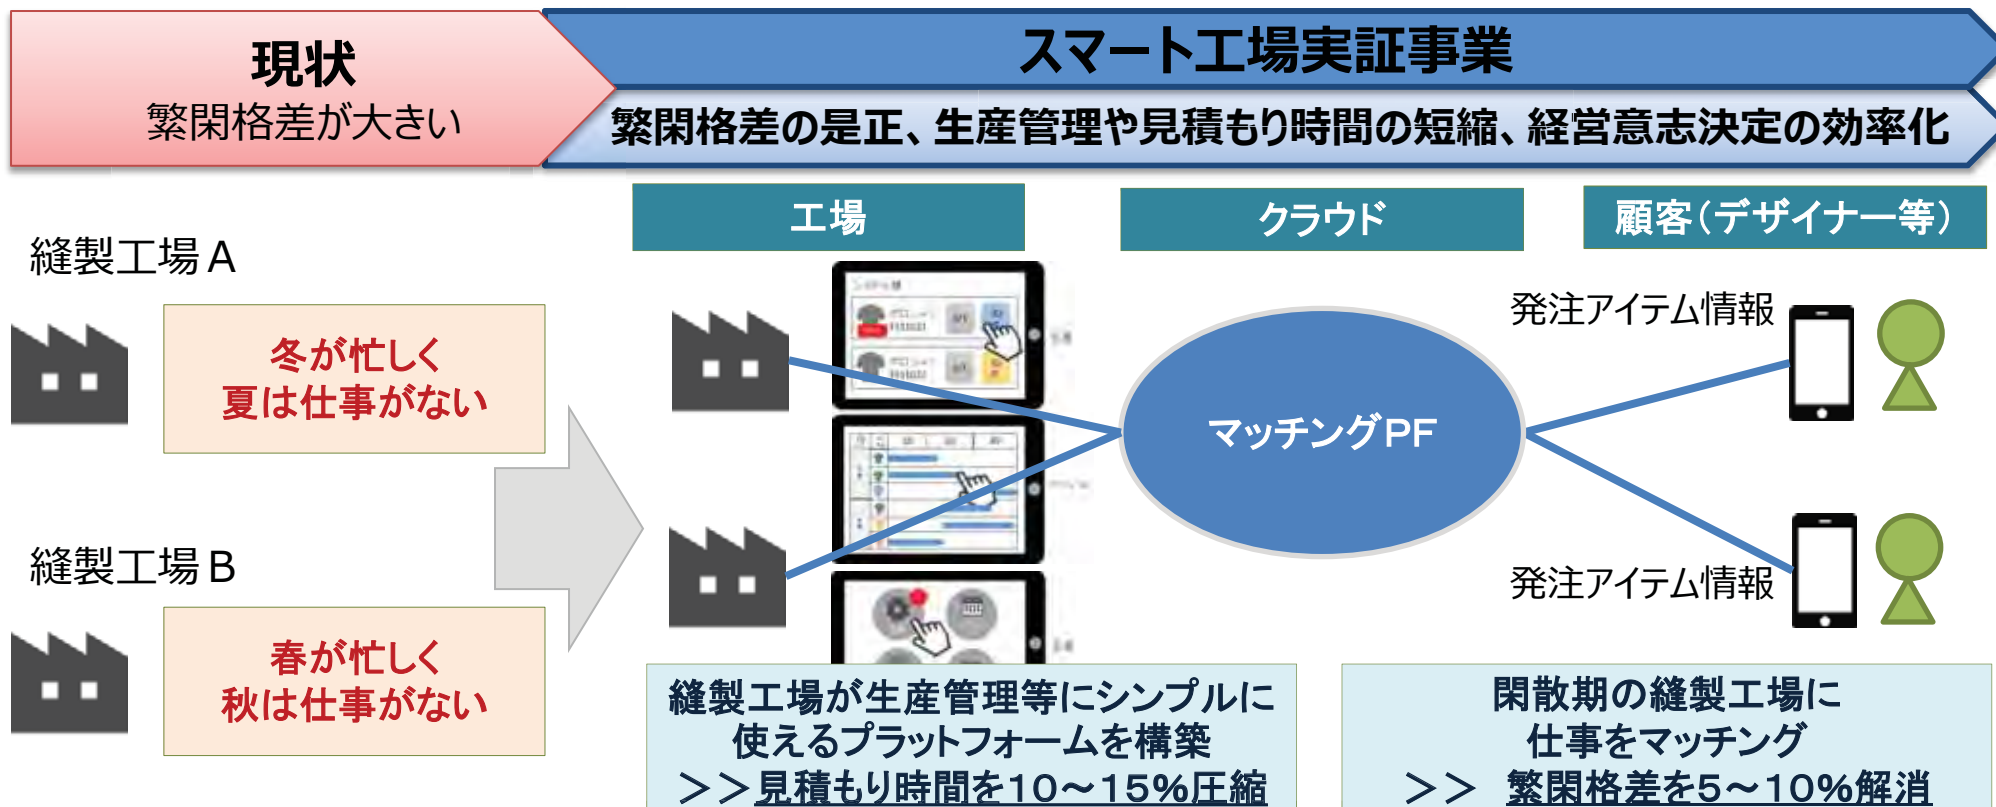 現状
繁閑格差が大きい
スマート工場実証事業
繁閑格差の是正、生産管理や見積もり時間の短縮、経営意志決定の効率化
縫製工場A
冬が忙しく
夏は仕事がない
縫製工場B
春が忙しく
秋は仕事がない
工場
クラウド
顧客（デザイナー等）
マッチングPF
発注アイテム情報
発注アイテム情報
縫製工場が生産管理等にシンプルに
使えるプラットフォームを構築
＞＞見積もり時間を10～15%圧縮
閑散期の縫製工場に
仕事をマッチング
＞＞ 繁閑格差を5～10%解消